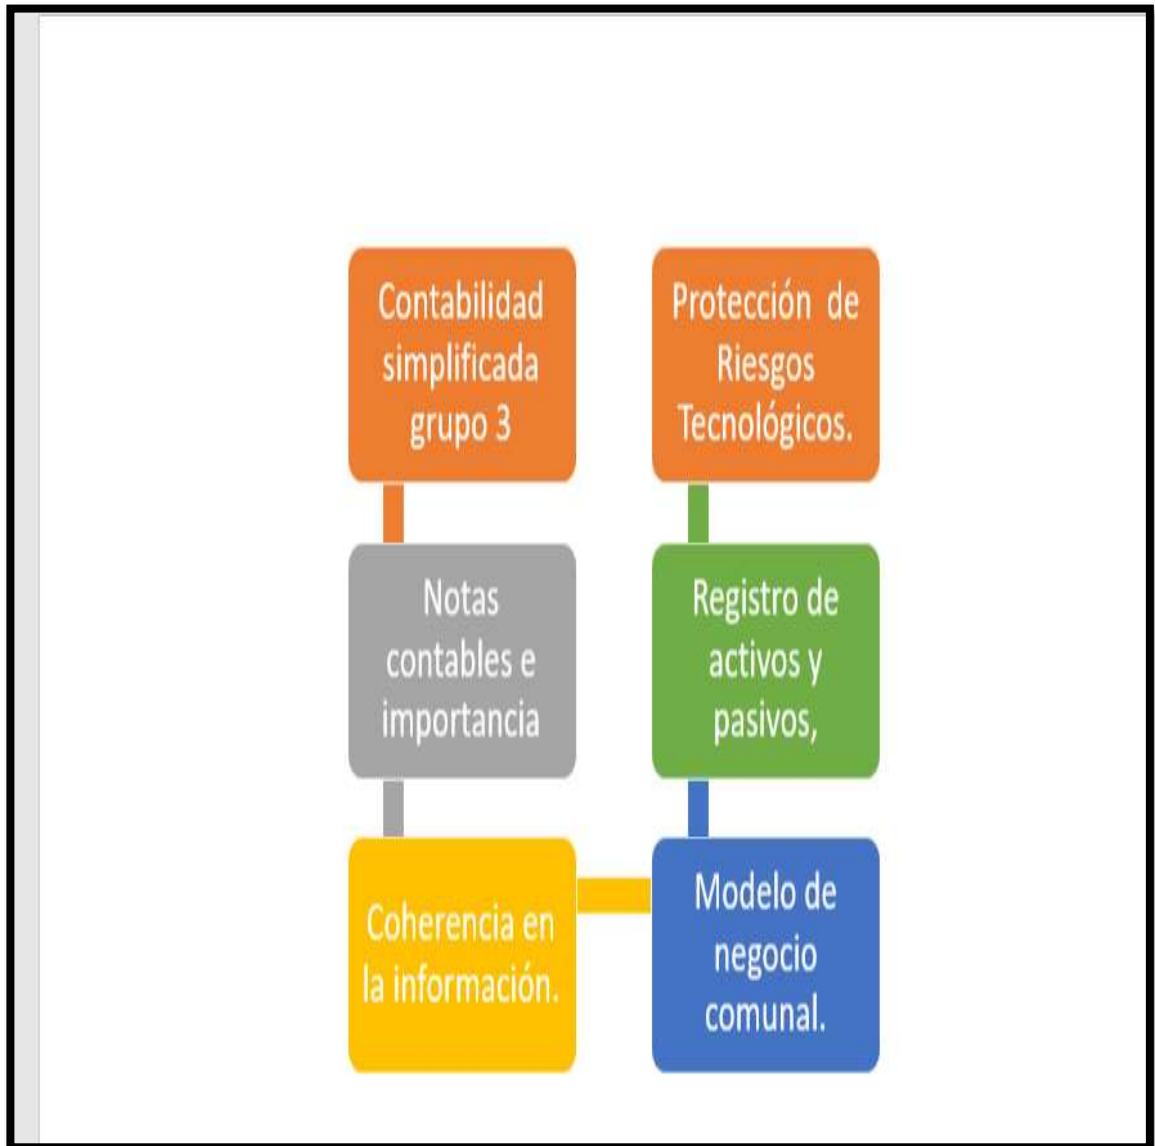 Contabilidad
simplificada
grupo 3
Notas
contables e
importancia
Coherencia en
la información.
Modelo de
negocio
comunal.
Registro de
activos y
pasivos,
Protección de
Riesgos
Tecnológicos.